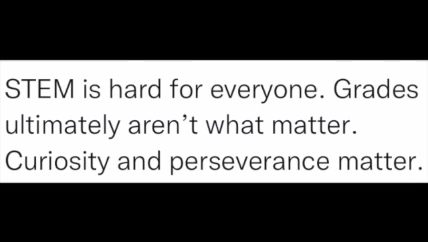 STEM is hard for everyone. Grades
ultimately aren’t what matter.
Curiosity and perseverance matter.